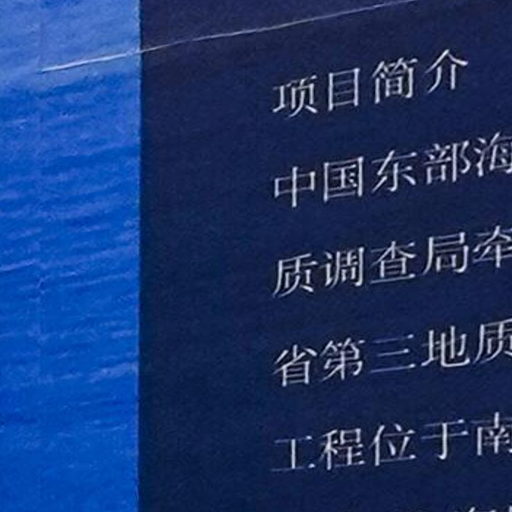 项目简介
中国东部海
质调查局牵
省第三地质
工程位于南